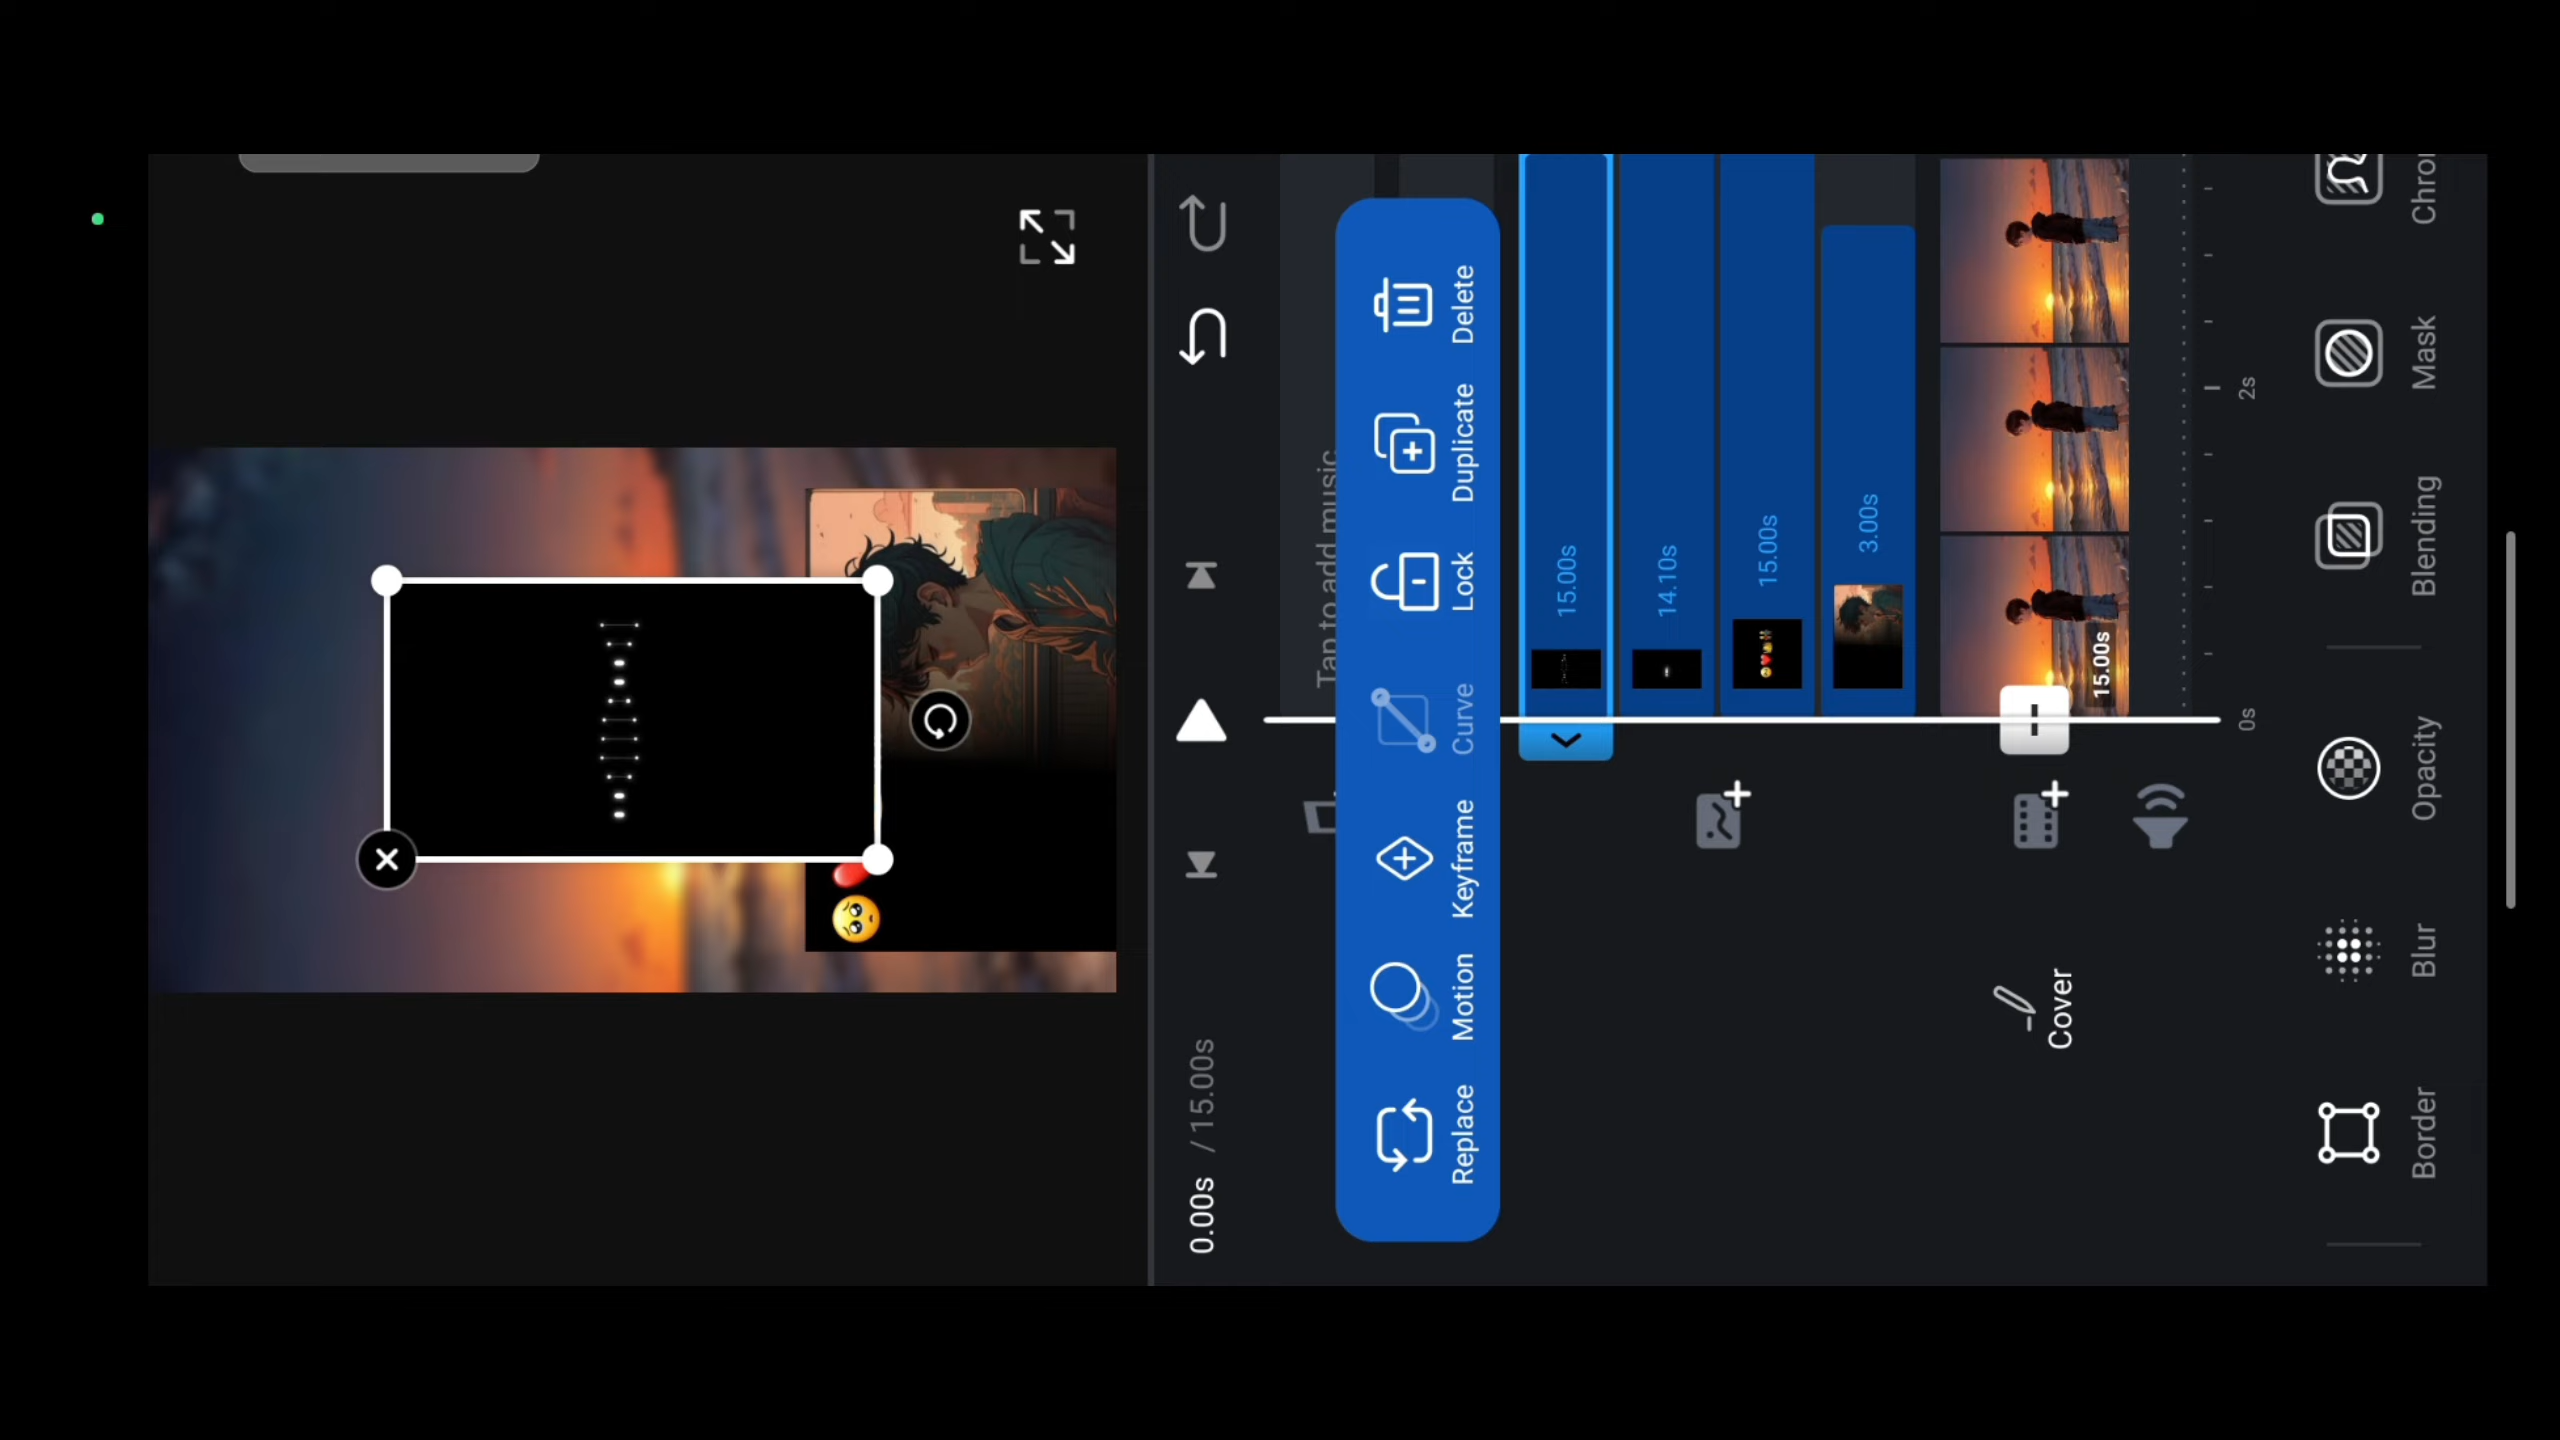 0.00s / 15.00s
Tap to add music
Replace
Motion
Keyframe
Curve
Lock
Duplicate
Delete
15.00s
14.10s
15.00s
3.00s
Cover
15.00s
0s
2s
Border
Blur
Opacity
Blending
Mask